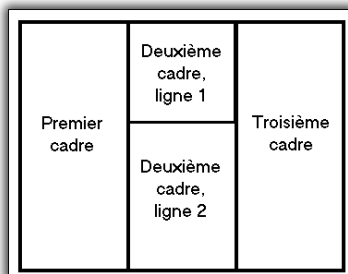 Premier
cadre
Deuxième
cadre,
ligne 1
Deuxième
cadre,
ligne 2
Troisième
cadre